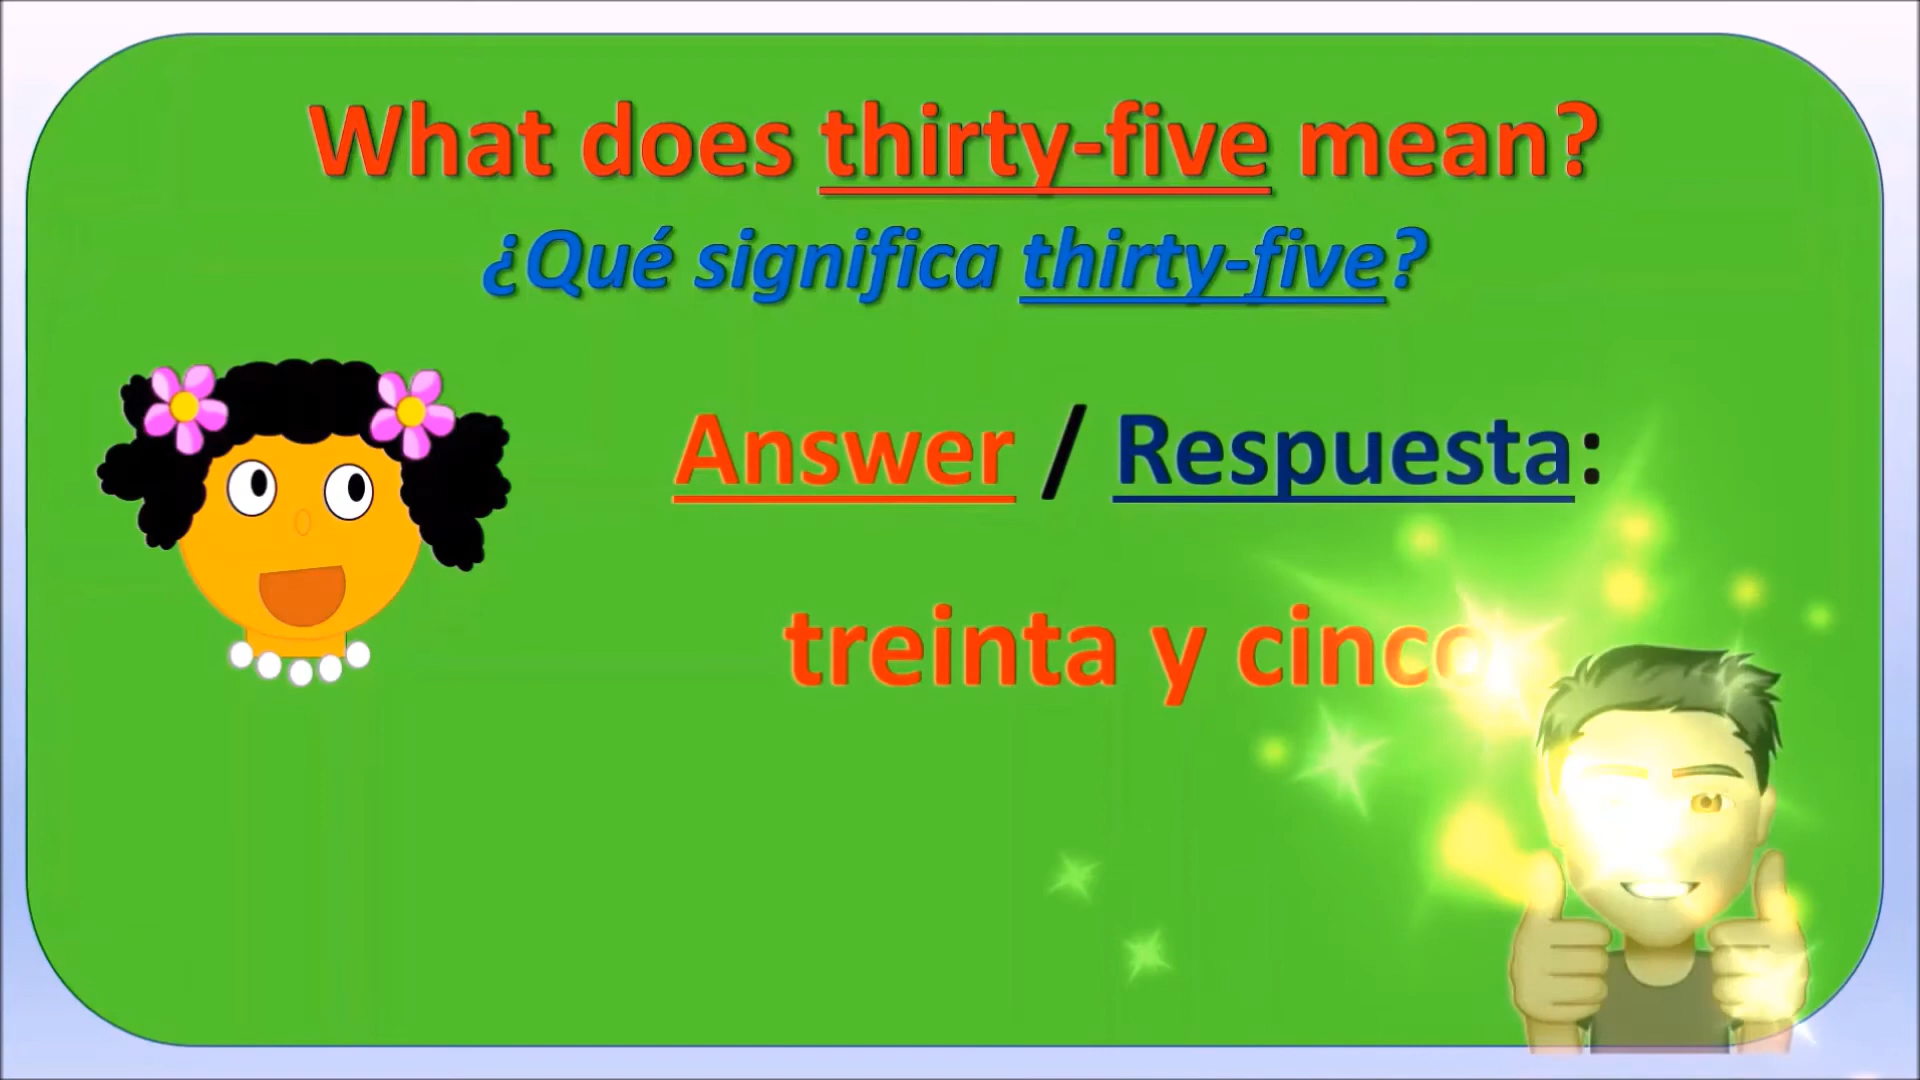 What does thirty-five mean?
¿Qué significa thirty-five?
Answer / Respuesta:
treinta y cinco